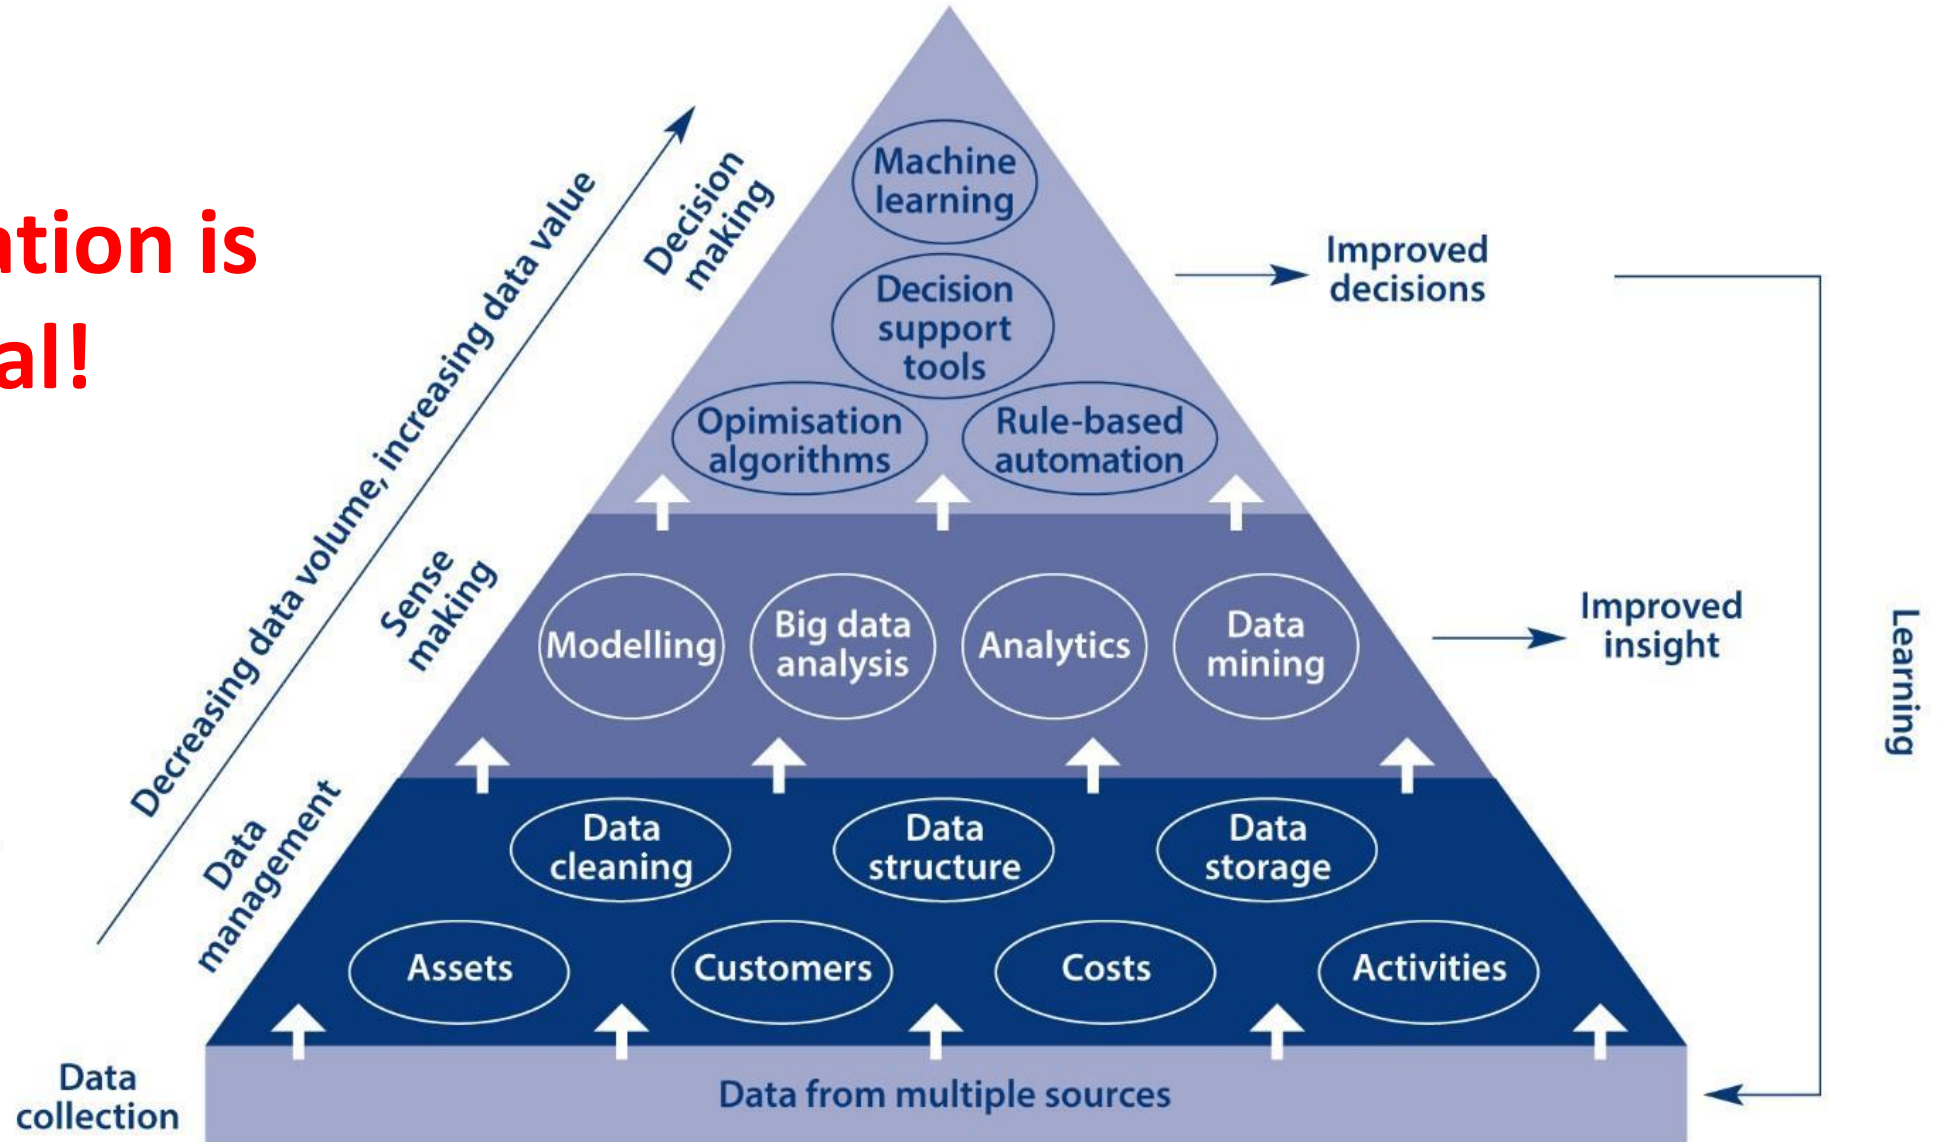 ation is
al!
Decreasing data volume, increasing data value
Decision
making
Machine
learning
Decision
support
tools
Opimisation
algorithms
Rule-based
automation
Improved
decisions
Sense
making
Modelling
Big data
analysis
Analytics
Data
mining
Improved
insight
Learning
Data
management
Data
cleaning
Data
structure
Data
storage
Assets
Customers
Costs
Activities
Data
collection
Data from multiple sources